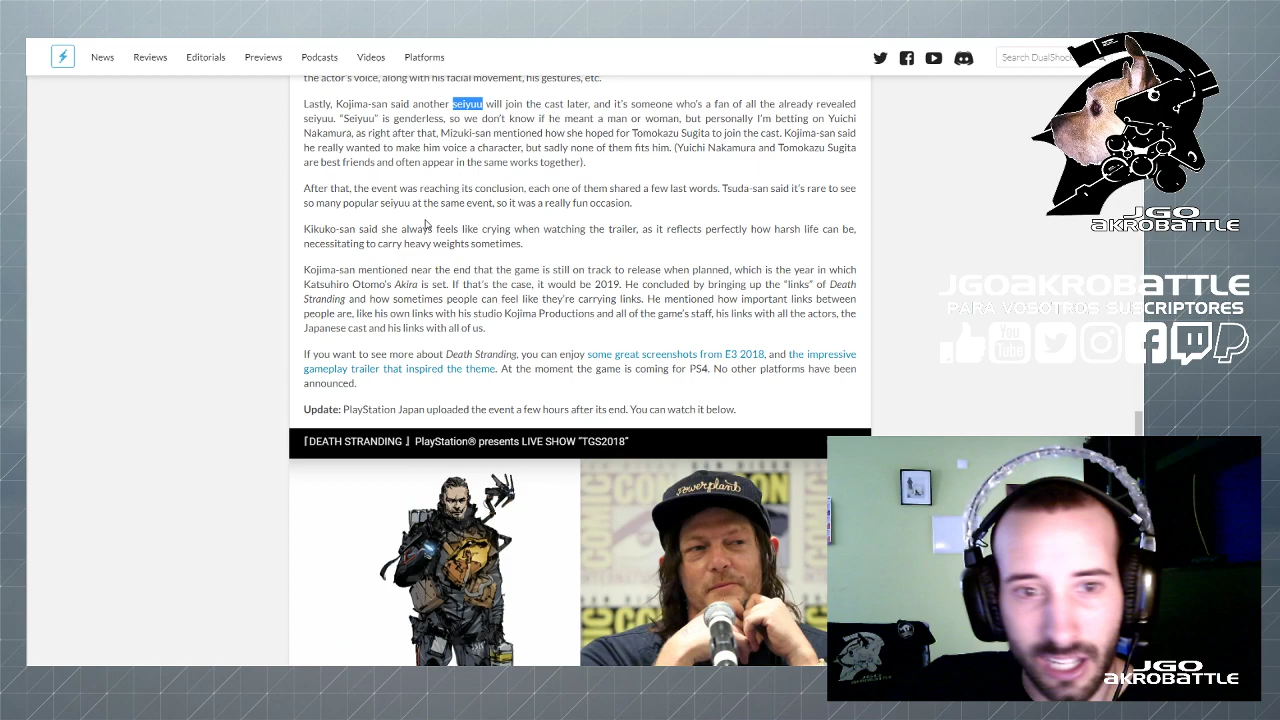 News Reviews Editorials Previews Podcasts Videos Platforms
the actor's voice, along with his facial movement, his gestures, etc.
Lastly, Kojima-san said another seiyuu will join the cast later, and it's someone who's a fan of all the already revealed
seiyuu. “Seiyuu” is genderless, so we don't know if he meant a man or woman, but personally I'm betting on Yuichi
Nakamura, as right after that, Mizuki-san mentioned how she hoped for Tomokazu Sugita to join the cast. Kojima-san said
he really wanted to make him voice a character, but sadly none of them fits him. (Yuichi Nakamura and Tomokazu Sugita
are best friends and often appear in the same works together).
After that, the event was reaching its conclusion, each one of them shared a few last words. Tsuda-san said it's rare to see
so many popular seiyuu at the same event, so it was a really fun occasion.
Kikuko-san said she always feels like crying when watching the trailer, as it reflects perfectly how harsh life can be,
necessitating to carry heavy weights sometimes.
Kojima-san mentioned near the end that the game is still on track to release when planned, which is the year in which
Katsuhiro Otomo's Akira is set. If that's the case, it would be 2019. He concluded by bringing up the “links” of Death
Stranding and how sometimes people can feel like they're carrying links. He mentioned how important links between
people are, like his own links with his studio Kojima Productions and all of the game's staff, his links with all the actors, the
Japanese cast and his links with all of us.
If you want to see more about Death Stranding, you can enjoy some great screenshots from E3 2018, and the impressive
gameplay trailer that inspired the theme. At the moment the game is coming for PS4. No other platforms have been
announced.
Update: PlayStation Japan uploaded the event a few hours after its end. You can watch it below.
『DEATH STRANDING 』PlayStation® presents LIVE SHOW “TGS2018”
Search DualShoc
JGO
AKROBATTLE
JGOAKROBATTLE
PARA VOSOTROS SUSCRIPTORES
You
Tube
powerplant
COMIC CON
JGO
AKROBATTLE